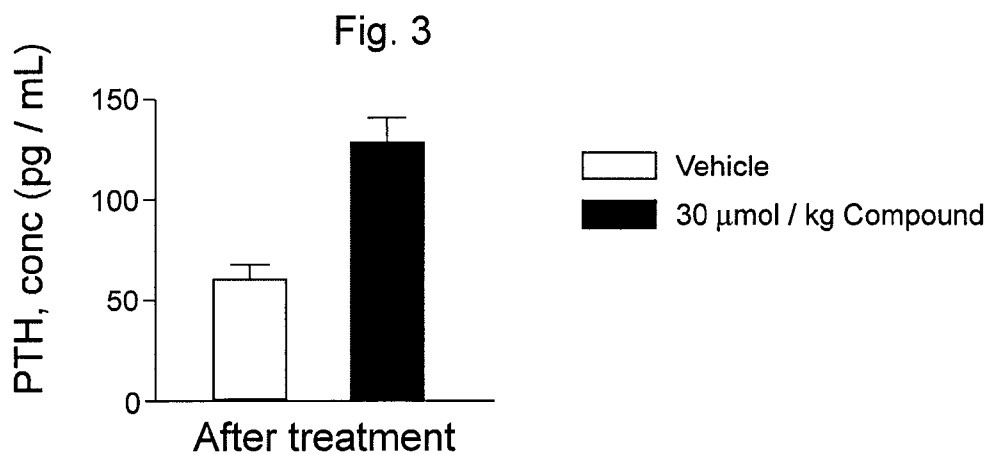 Fig. 3
PTH, conc (pg / mL)
150
100
50
0
After treatment
Vehicle
30 μmol / kg Compound